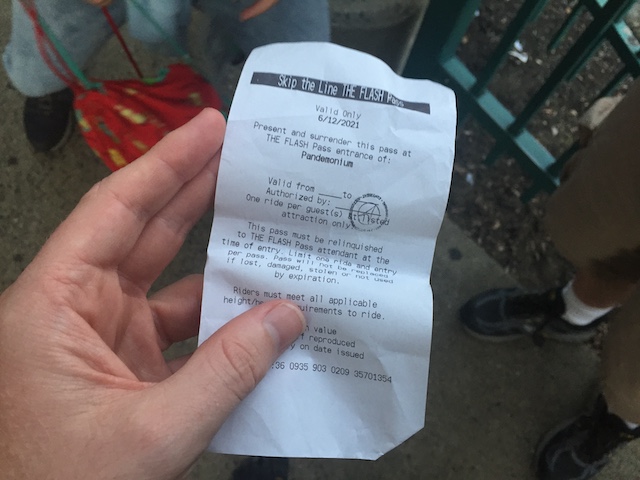 Skip the Line THE FLASH Pass
Valid Only
6/12/2021
Present and surrender this pass at
THE FLASH Pass entrance of:
Pandemonium
Valid from ____to
Authorized by:
One ride per guest(s) at listed
attraction only.
This pass must be relinquished
to THE FLASH Pass attendant at the
time of entry. Limit one ride and entry
per pass. Pass will not be replaced
if lost, damaged, stolen or not used
by expiration.
Riders must meet all applicable
requirements to ride.
value
reproduced
on date issued
36 0935 903 0209 35701354